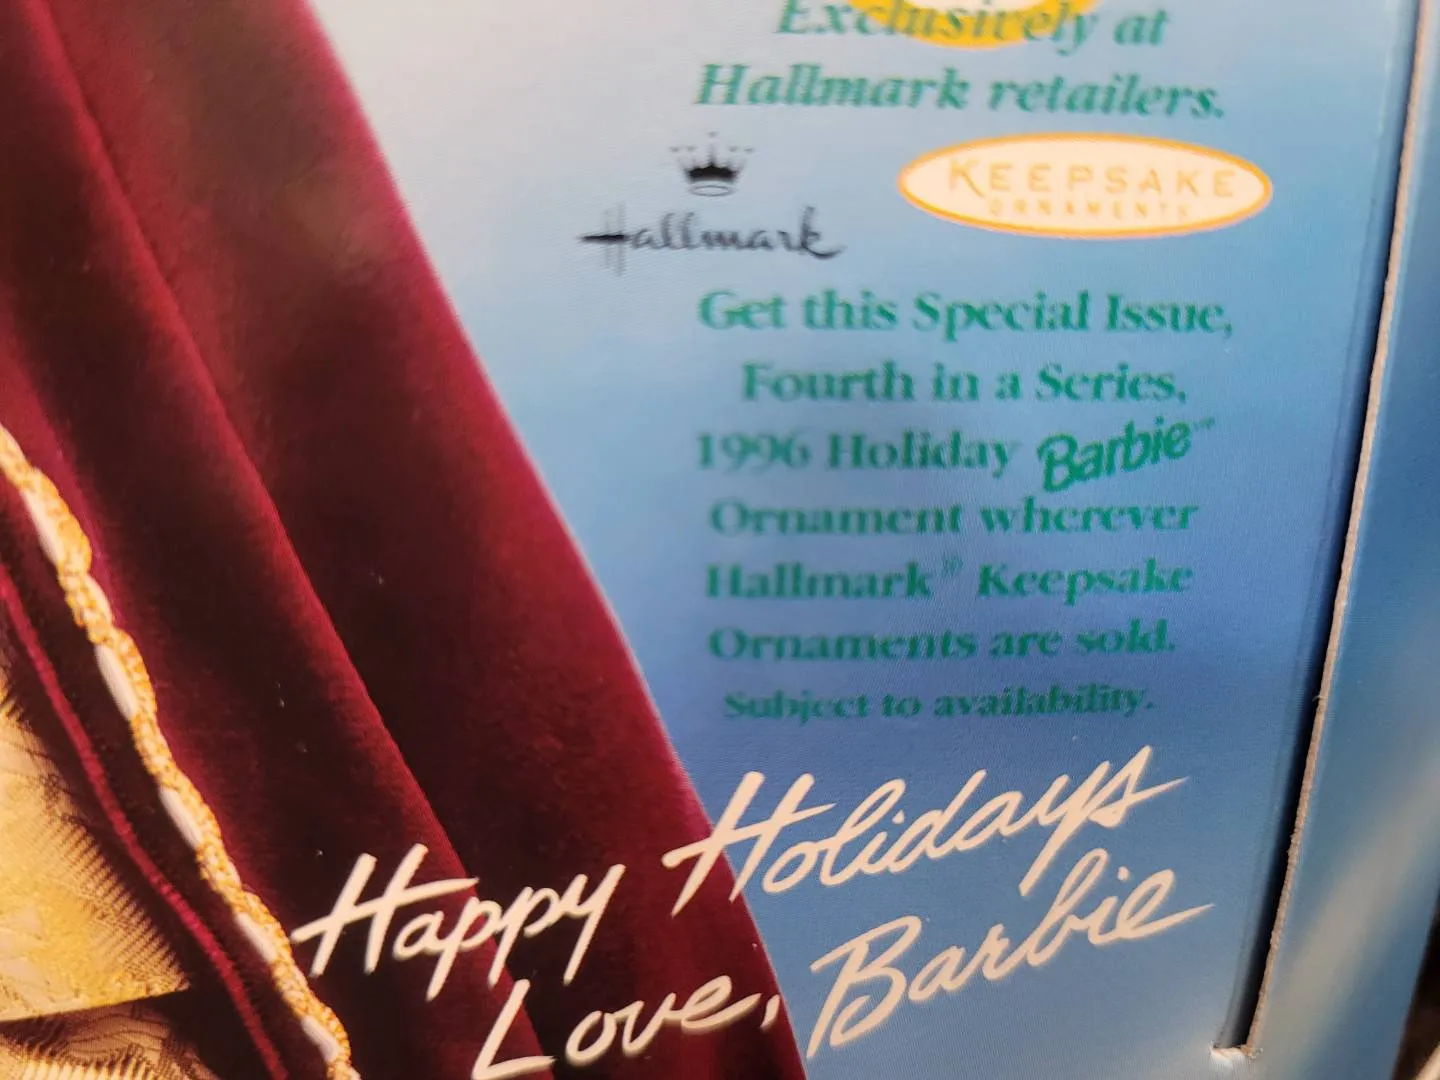 Exclusively at
Hallmark retailers.
Hallmark
KEEPSAKE
ORNAMENTS
Get this Special Issue,
Fourth in a Series,
1996 Holiday Barbie™
Ornament wherever
Hallmark® Keepsake
Ornaments are sold.
Subject to availability.
Happy Holidays
Love, Barbie